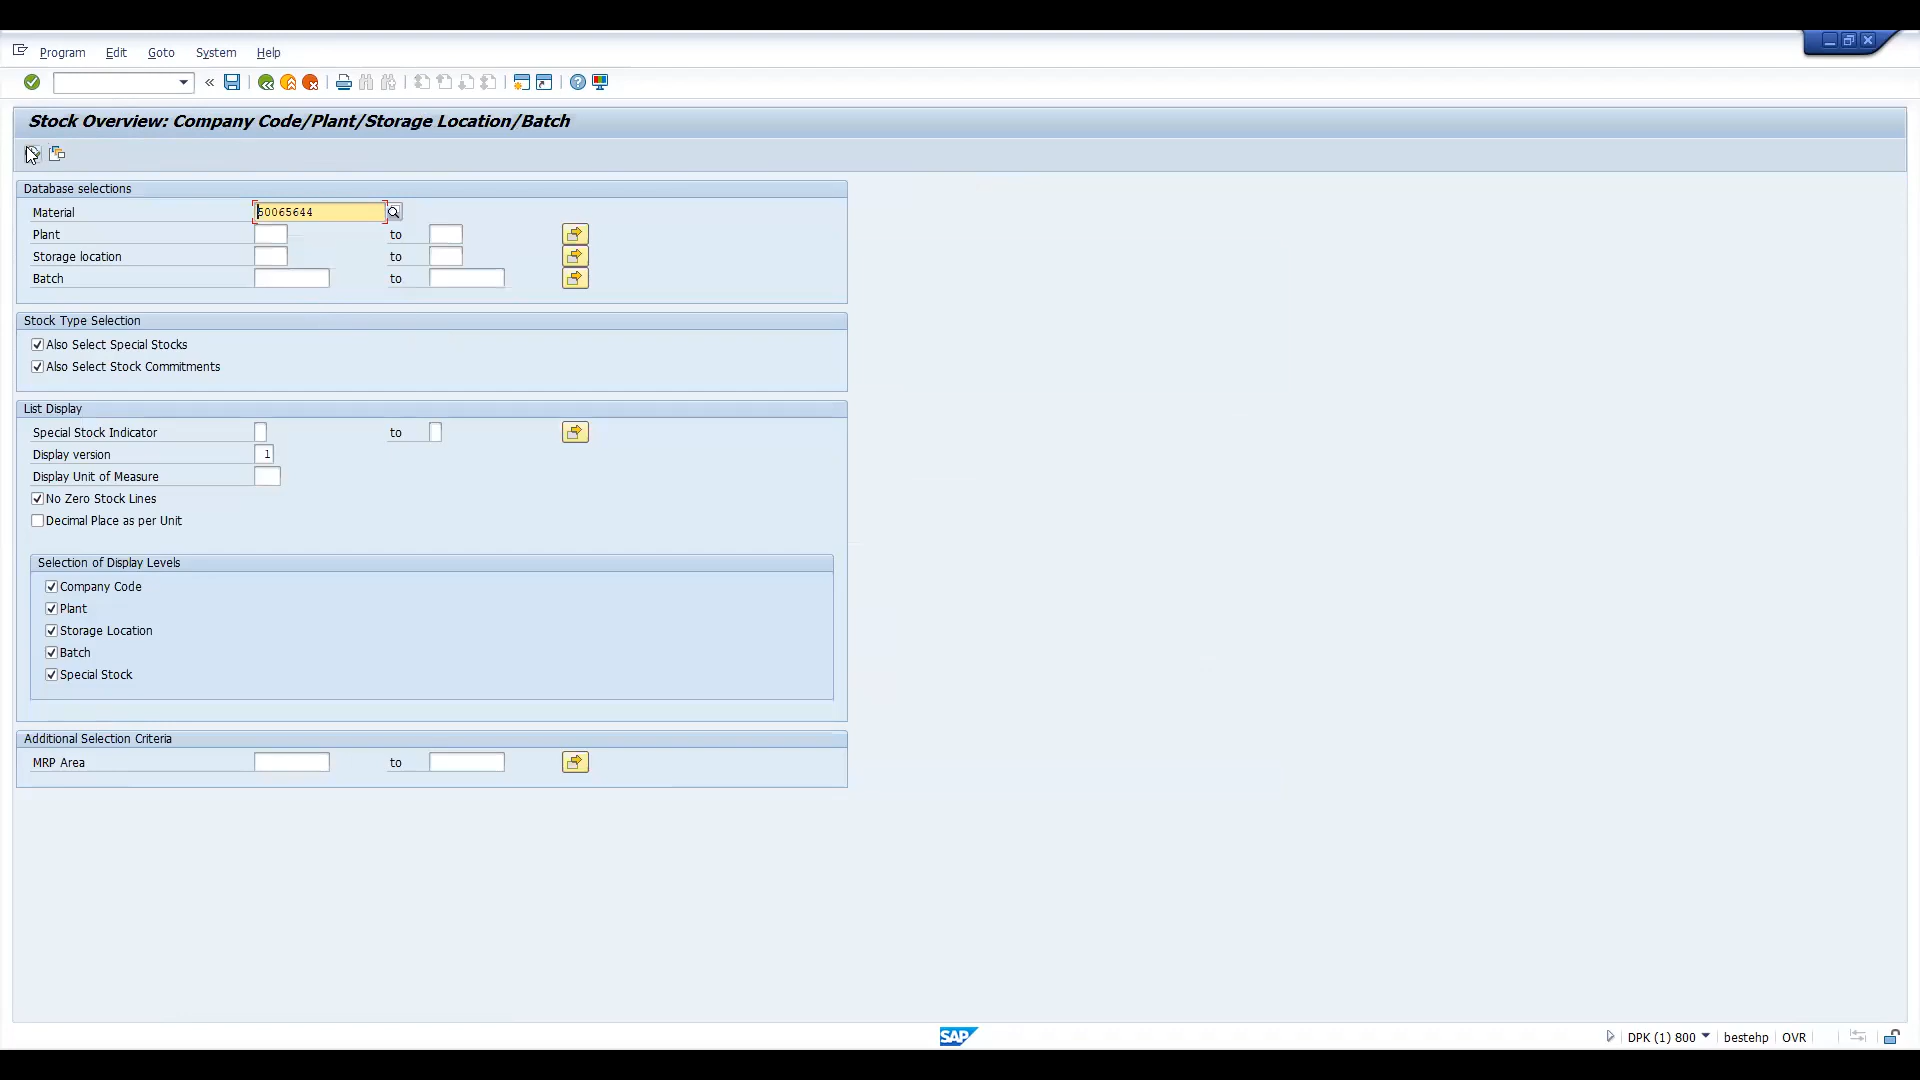 Program Edit Goto System Help
Stock Overview: Company Code/Plant/Storage Location/Batch
Database selections
Material 50065644
Plant to
Storage location to
Batch to
Stock Type Selection
Also Select Special Stocks
Also Select Stock Commitments
List Display
Special Stock Indicator to
Display version 1
Display Unit of Measure
No Zero Stock Lines
Decimal Place as per Unit
Selection of Display Levels
Company Code
Plant
Storage Location
Batch
Special Stock
Additional Selection Criteria
MRP Area to
SAP DPK (1) 800 bestehp OVR